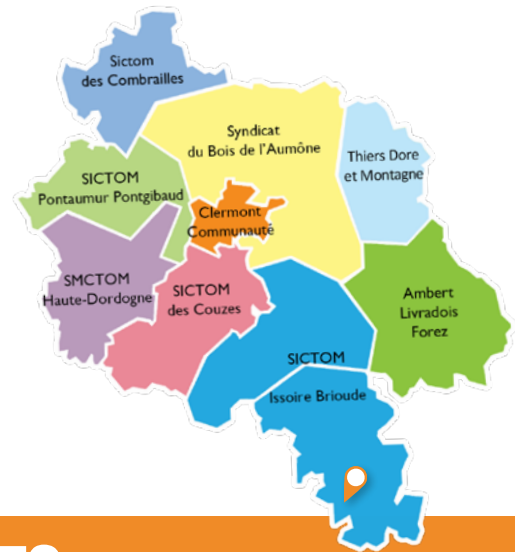 Sictom
des Combrailles
Syndicat
du Bois de l'Aumône
Thiers Dore
et Montagne
SICTOM
Pontaumur Pontgibaud
Clermont
Communauté
SMCTOM
Haute-Dordogne
SICTOM
des Couzes
Ambert
Livradois
Forez
SICTOM
Issoire Brioude